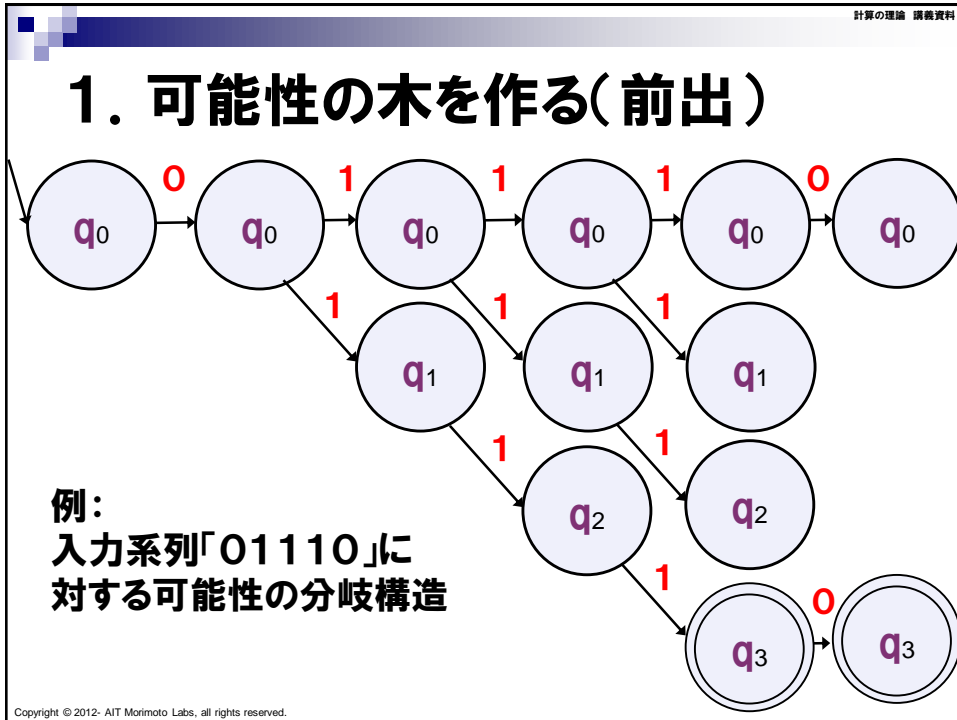 計算の理論 講義資料
1. 可能性の木を作る(前出)
0 1 1 1 0
q0 q0 q0 q0 q0 q0
1 1 1
q1 q1 q1
1 1
q2 q2
例:
入力系列「01110」に
対する可能性の分岐構造
1 0
q3 q3
Copyright © 2012- AIT Morimoto Labs, all rights reserved.